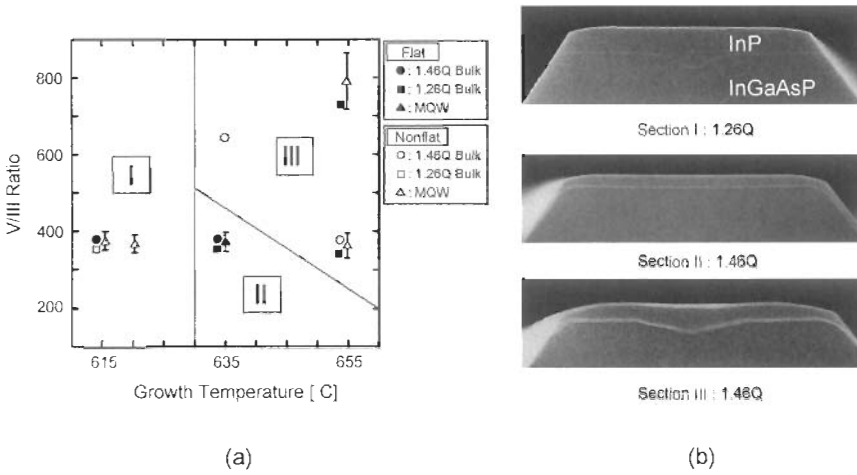 800
600
400
200
V/III Ratio
615
635
655
Growth Temperature [ C]
I
II
III
Flat
● : 1.46Q Bulk
■ : 1.26Q Bulk
▲ : MQW
Nonflat
○ : 1.46Q Bulk
□ : 1.26Q Bulk
△ : MQW
(a)
InP
InGaAsP
Section I : 1.26Q
Section II : 1.46Q
Section III : 1.46Q
(b)